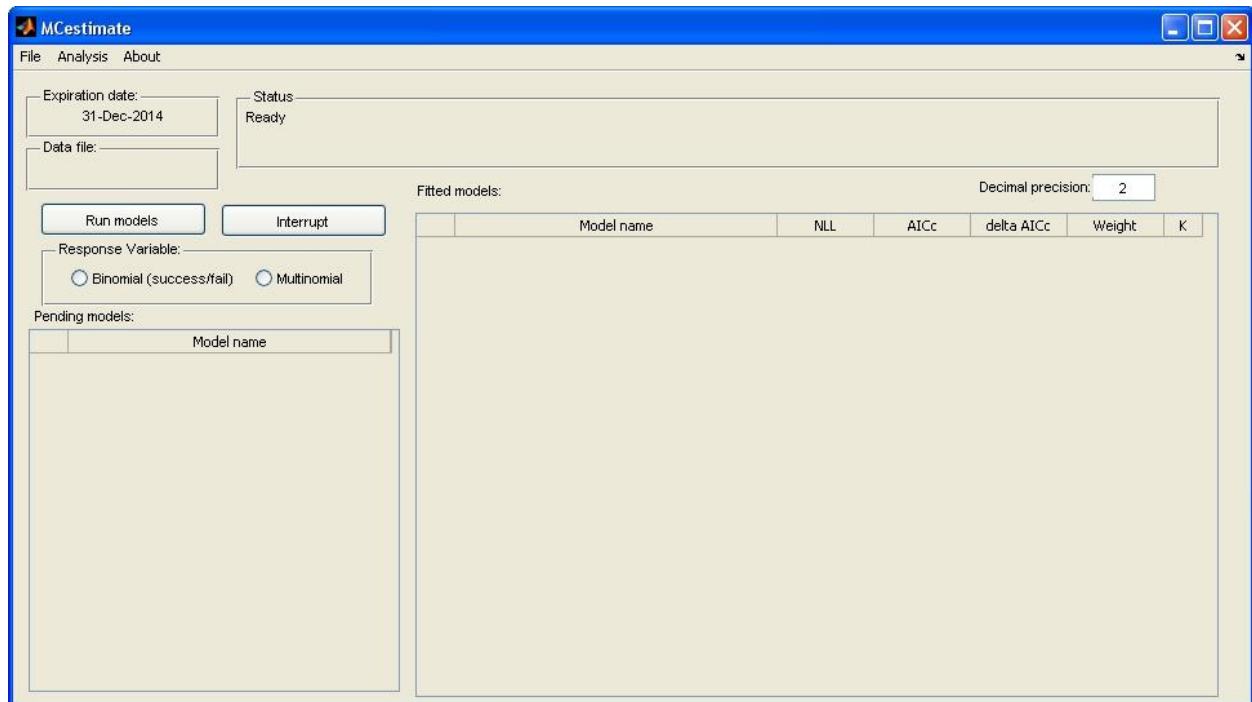 MCestimate
File Analysis About
Expiration date:
31-Dec-2014
Status
Ready
Data file:
Fitted models:
Decimal precision: 2
Run models
Interrupt
Model name NLL AICc delta AICc Weight K
Response Variable:
Binomial (success/fail) Multinomial
Pending models:
Model name